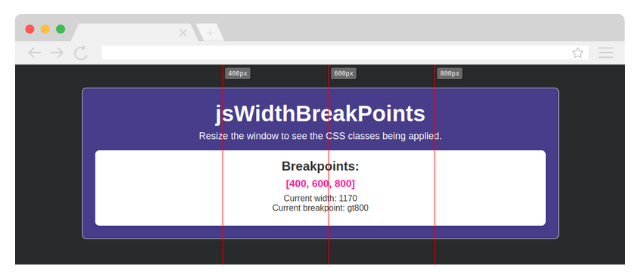 400px 600px 800px
jsWidthBreakPoints
Resize the window to see the CSS classes being applied.
Breakpoints:
[400, 600, 800]
Current width: 1170
Current breakpoint: gt800